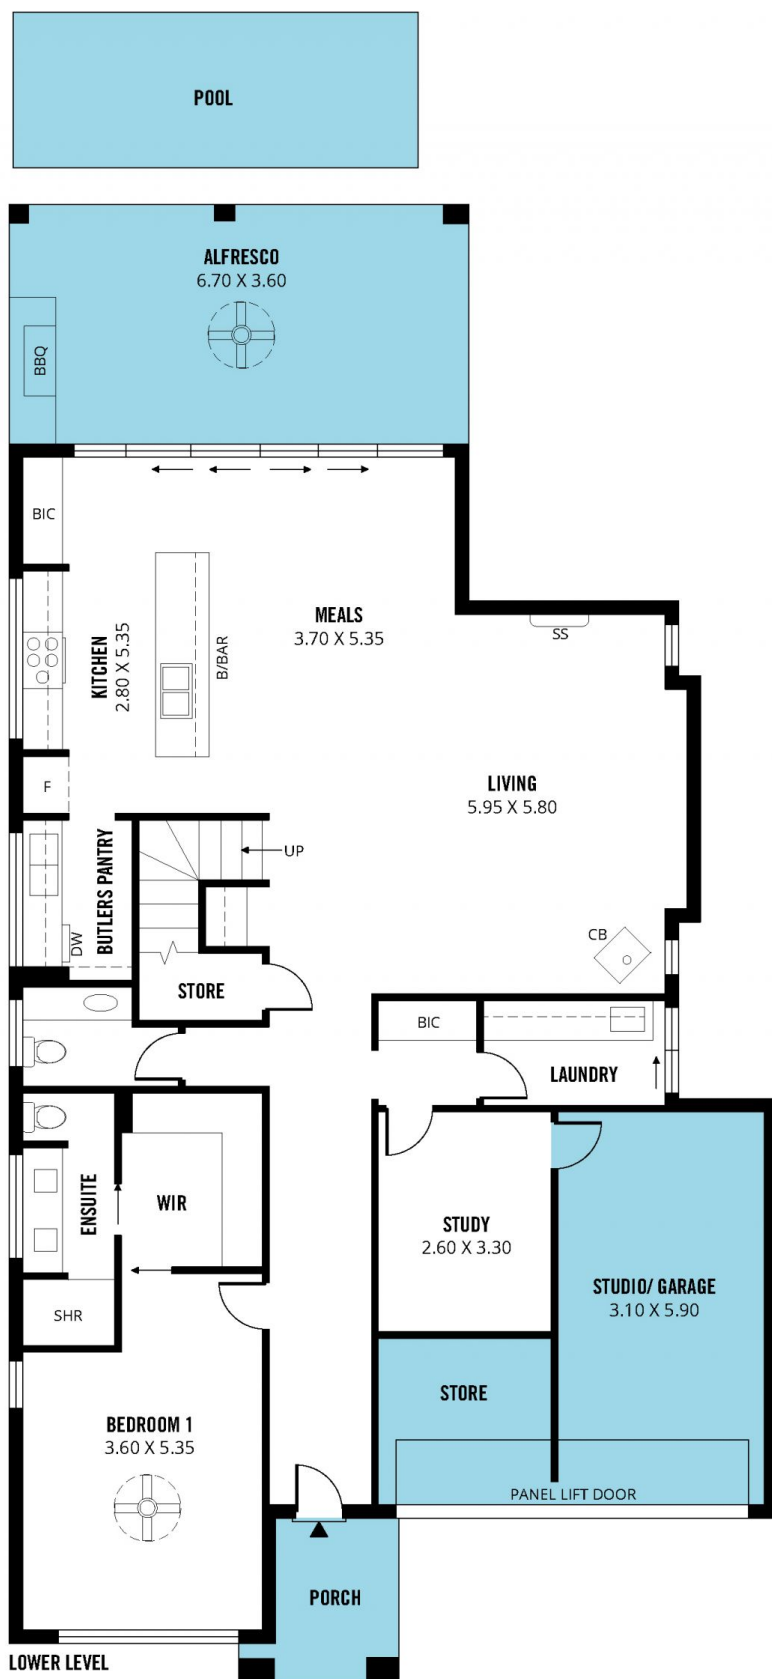 POOL
ALFRESCO
6.70 X 3.60
BBQ
BIC
MEALS
3.70 X 5.35
KITCHEN
2.80 X 5.35
B/BAR
SS
F
LIVING
5.95 X 5.80
BUTLERS PANTRY
DW
UP
STORE
CB
BIC
LAUNDRY
ENSUITE
WIR
STUDY
2.60 X 3.30
STUDIO/ GARAGE
3.10 X 5.90
SHR
STORE
BEDROOM 1
3.60 X 5.35
PANEL LIFT DOOR
PORCH
LOWER LEVEL